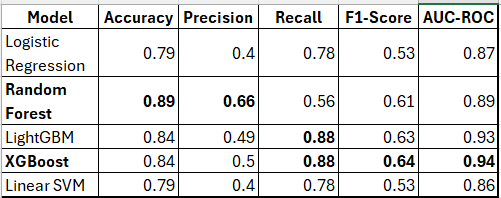 Model Accuracy Precision Recall F1-Score AUC-ROC
Logistic
Regression 0.79 0.4 0.78 0.53 0.87
Random
Forest 0.89 0.66 0.56 0.61 0.89
LightGBM 0.84 0.49 0.88 0.63 0.93
XGBoost 0.84 0.5 0.88 0.64 0.94
Linear SVM 0.79 0.4 0.78 0.53 0.86